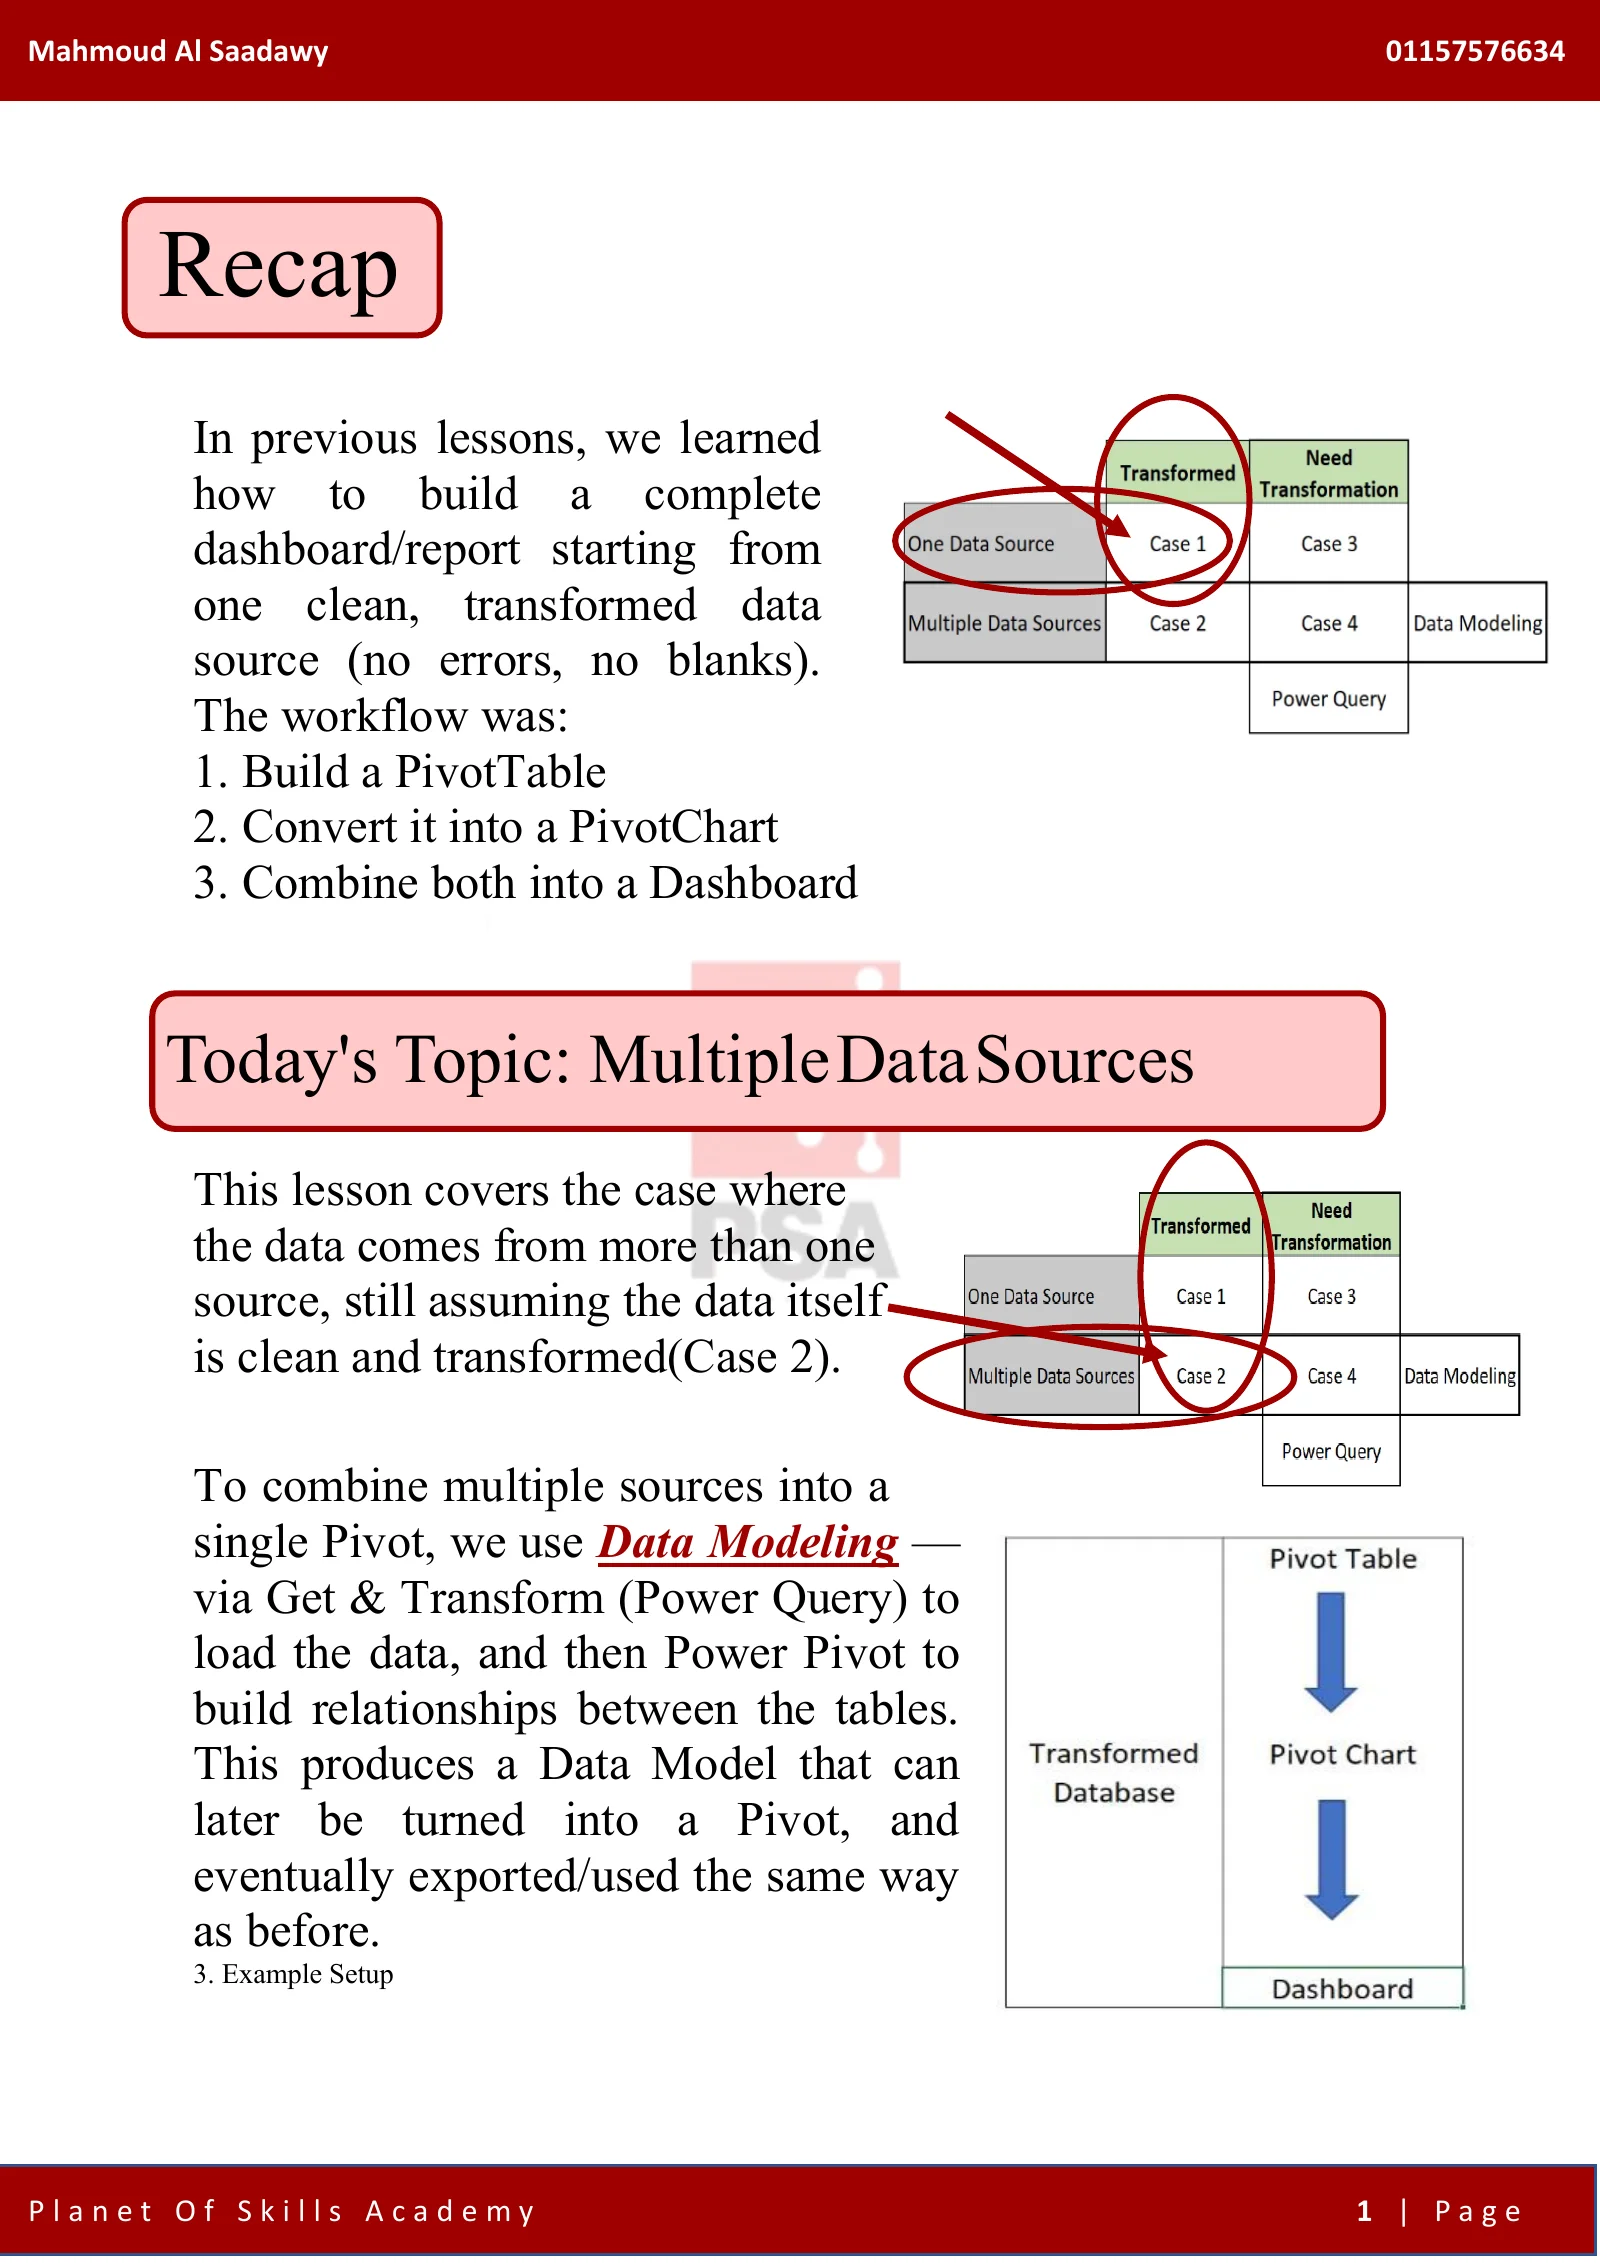 Mahmoud Al Saadawy 01157576634
Recap
In previous lessons, we learned
how to build a complete
dashboard/report starting from
one clean, transformed data
source (no errors, no blanks).
The workflow was:
1. Build a PivotTable
2. Convert it into a PivotChart
3. Combine both into a Dashboard
Transformed Need Transformation
One Data Source Case 1 Case 3
Multiple Data Sources Case 2 Case 4 Data Modeling
Power Query
Today's Topic: Multiple Data Sources
PSA
This lesson covers the case where
the data comes from more than one
source, still assuming the data itself
is clean and transformed(Case 2).
Transformed Need Transformation
One Data Source Case 1 Case 3
Multiple Data Sources Case 2 Case 4 Data Modeling
Power Query
To combine multiple sources into a
single Pivot, we use Data Modeling —
via Get & Transform (Power Query) to
load the data, and then Power Pivot to
build relationships between the tables.
This produces a Data Model that can
later be turned into a Pivot, and
eventually exported/used the same way
as before.
3. Example Setup
Transformed
Database
Pivot Table
Pivot Chart
Dashboard
Planet Of Skills Academy 1 | Page